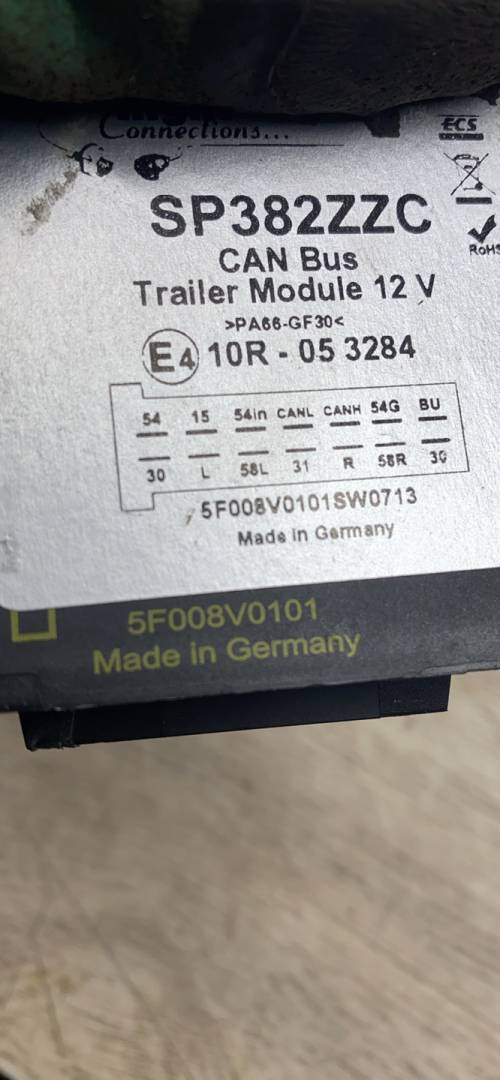 Connections...
ECS
SP382ZZC
RoHS
CAN Bus
Trailer Module 12 V
>PA66-GF30<
E4 10R - 05 3284
54 15 54in CANL CANH 54G BU
30 L 58L 31 R 58R 30
5F008V0101SW0713
Made in Germany
5F008V0101
Made in Germany